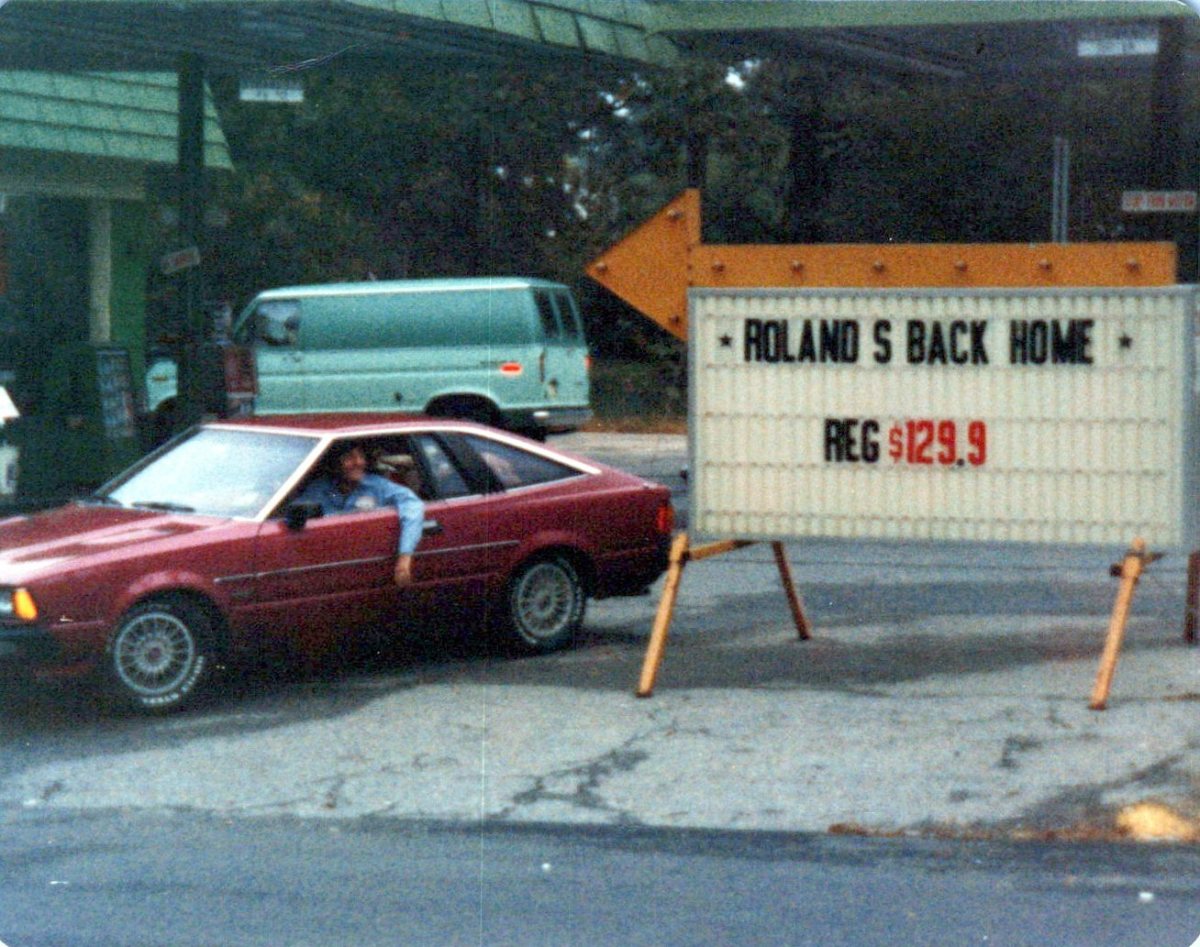 ★ ROLAND S BACK HOME ★
REG $129.9